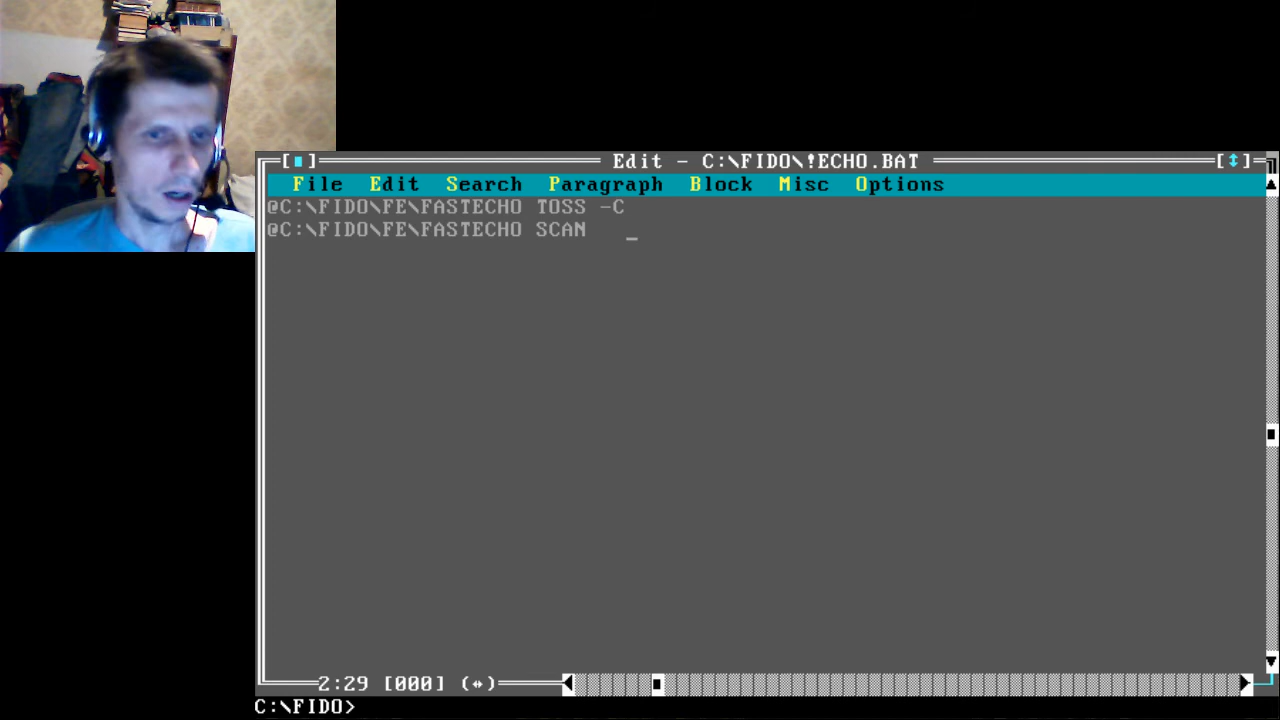 Edit - C:\FIDO\!ECHO.BAT
File Edit Search Paragraph Block Misc Options
@C:\FIDO\FE\FASTECHO TOSS -C
@C:\FIDO\FE\FASTECHO SCAN
2:29 [000] (↔)
C:\FIDO>